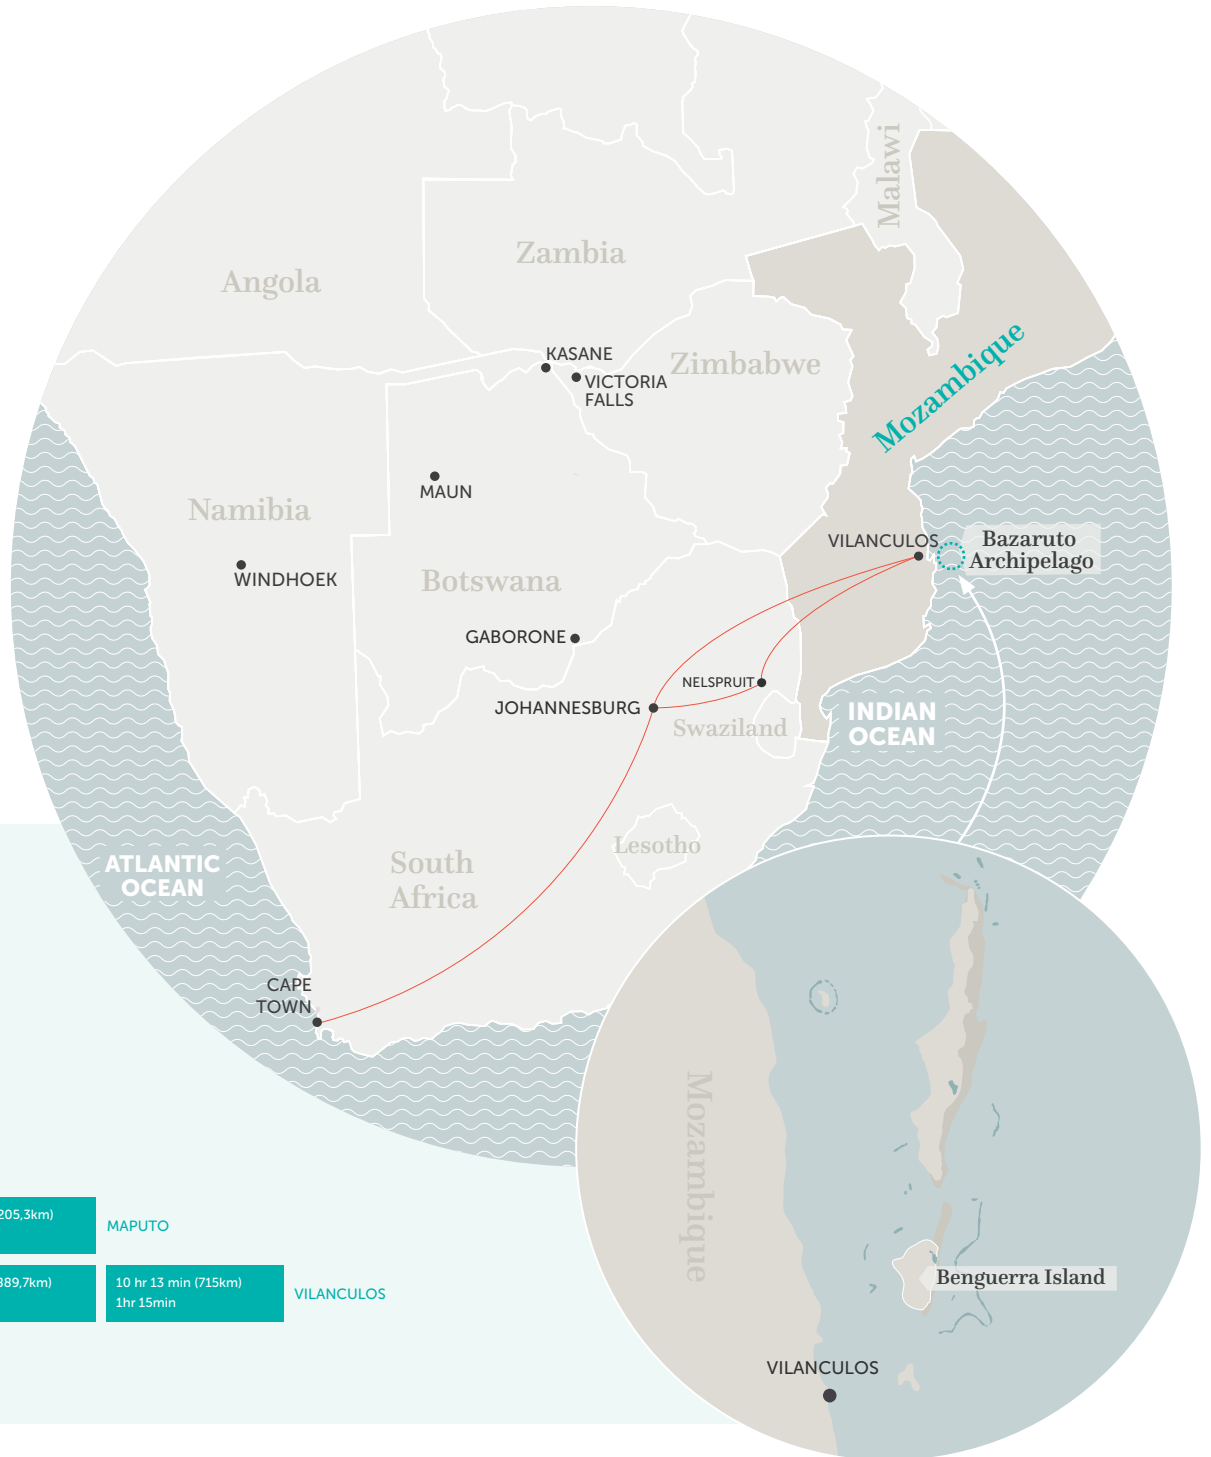 Malawi
Zambia
Angola
Mozambique
KASANE
Zimbabwe
VICTORIA
FALLS
MAUN
Namibia
VILANCULOS
Bazaruto
Archipelago
WINDHOEK
Botswana
GABORONE
NELSPRUIT
JOHANNESBURG
Swaziland
INDIAN
OCEAN
Lesotho
ATLANTIC
OCEAN
South
Africa
CAPE
TOWN
Mozambique
Benguerra Island
VILANCULOS
205,3km)
MAPUTO
389,7km)
10 hr 13 min (715km)
1hr 15min
VILANCULOS